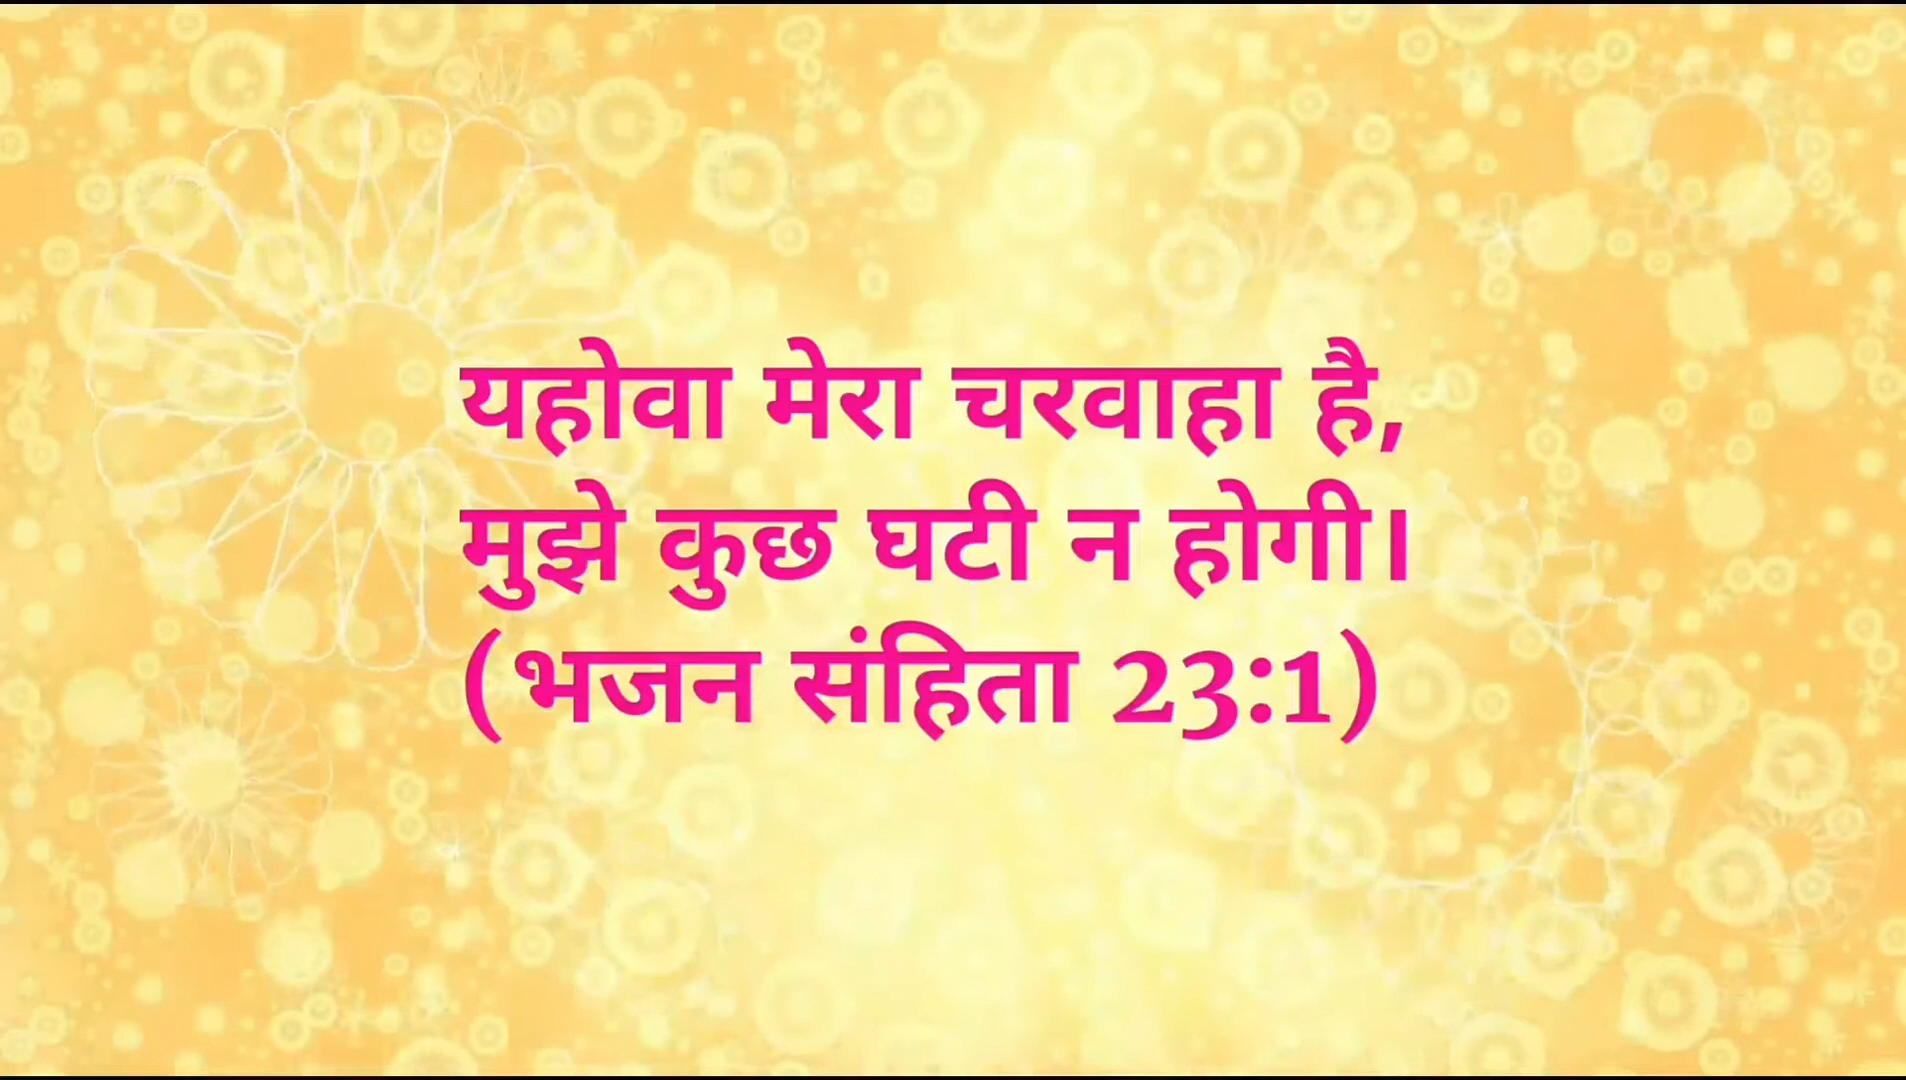 यहोवा मेरा चरवाहा है,
मुझे कुछ घटी न होगी।
(भजन संहिता 23:1)